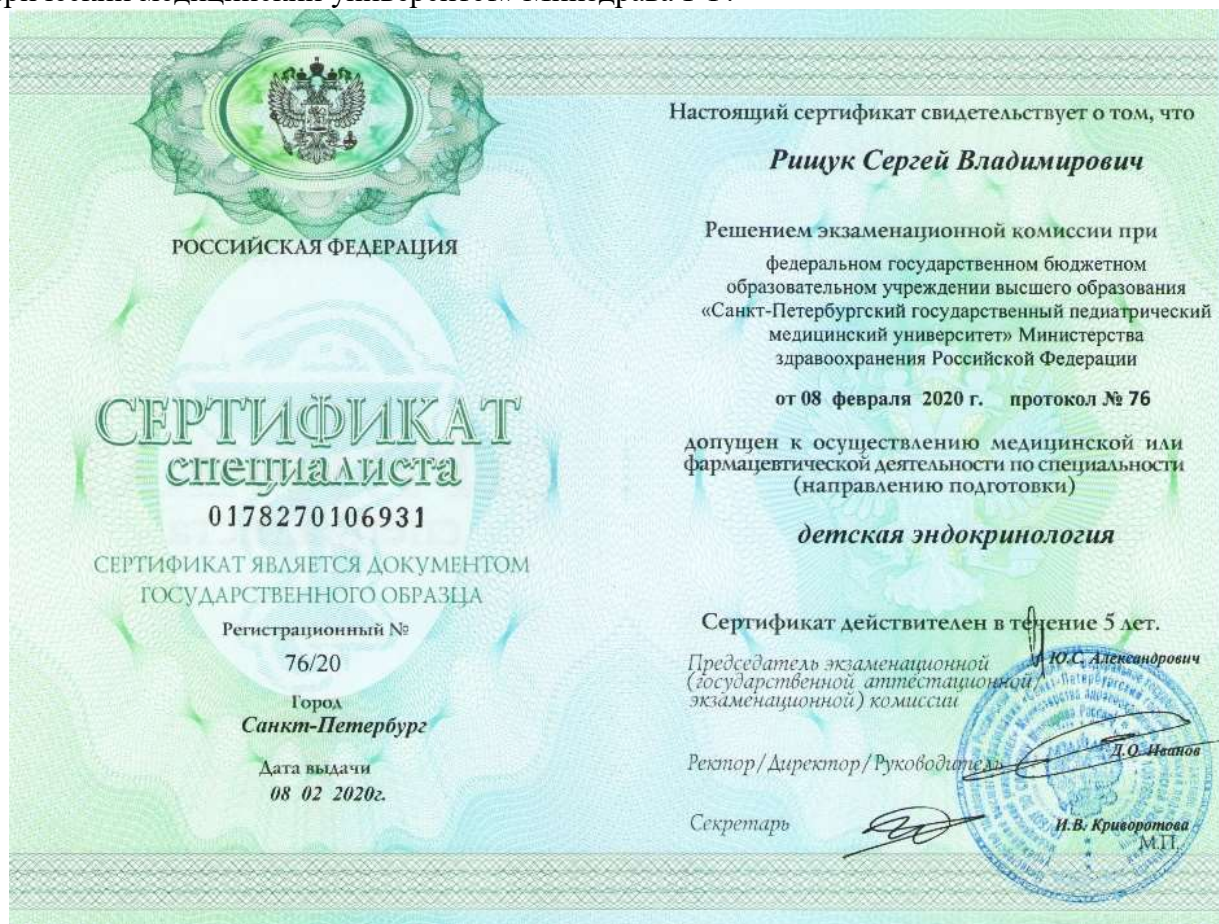 медицинский университет» Минздрава РФ.
РОССИЙСКАЯ ФЕДЕРАЦИЯ
СЕРТИФИКАТ
специалиста
0178270106931
СЕРТИФИКАТ ЯВЛЯЕТСЯ ДОКУМЕНТОМ
ГОСУДАРСТВЕННОГО ОБРАЗЦА
Регистрационный №
76/20
Город
Санкт-Петербург
Дата выдачи
08 02 2020г.
Настоящий сертификат свидетельствует о том, что
Рищук Сергей Владимирович
Решением экзаменационной комиссии при
федеральном государственном бюджетном
образовательном учреждении высшего образования
«Санкт-Петербургский государственный педиатрический
медицинский университет» Министерства
здравоохранения Российской Федерации
от 08 февраля 2020 г. протокол № 76
допущен к осуществлению медицинской или
фармацевтической деятельности по специальности
(направлению подготовки)
детская эндокринология
Сертификат действителен в течение 5 лет.
Председатель экзаменационной
(государственной аттестационной/
экзаменационной) комиссии
Ю.С. Александрович
Ректор/Директор/Руководитель
Д.О. Иванов
Секретарь
И.В. Криворотова
М.П.